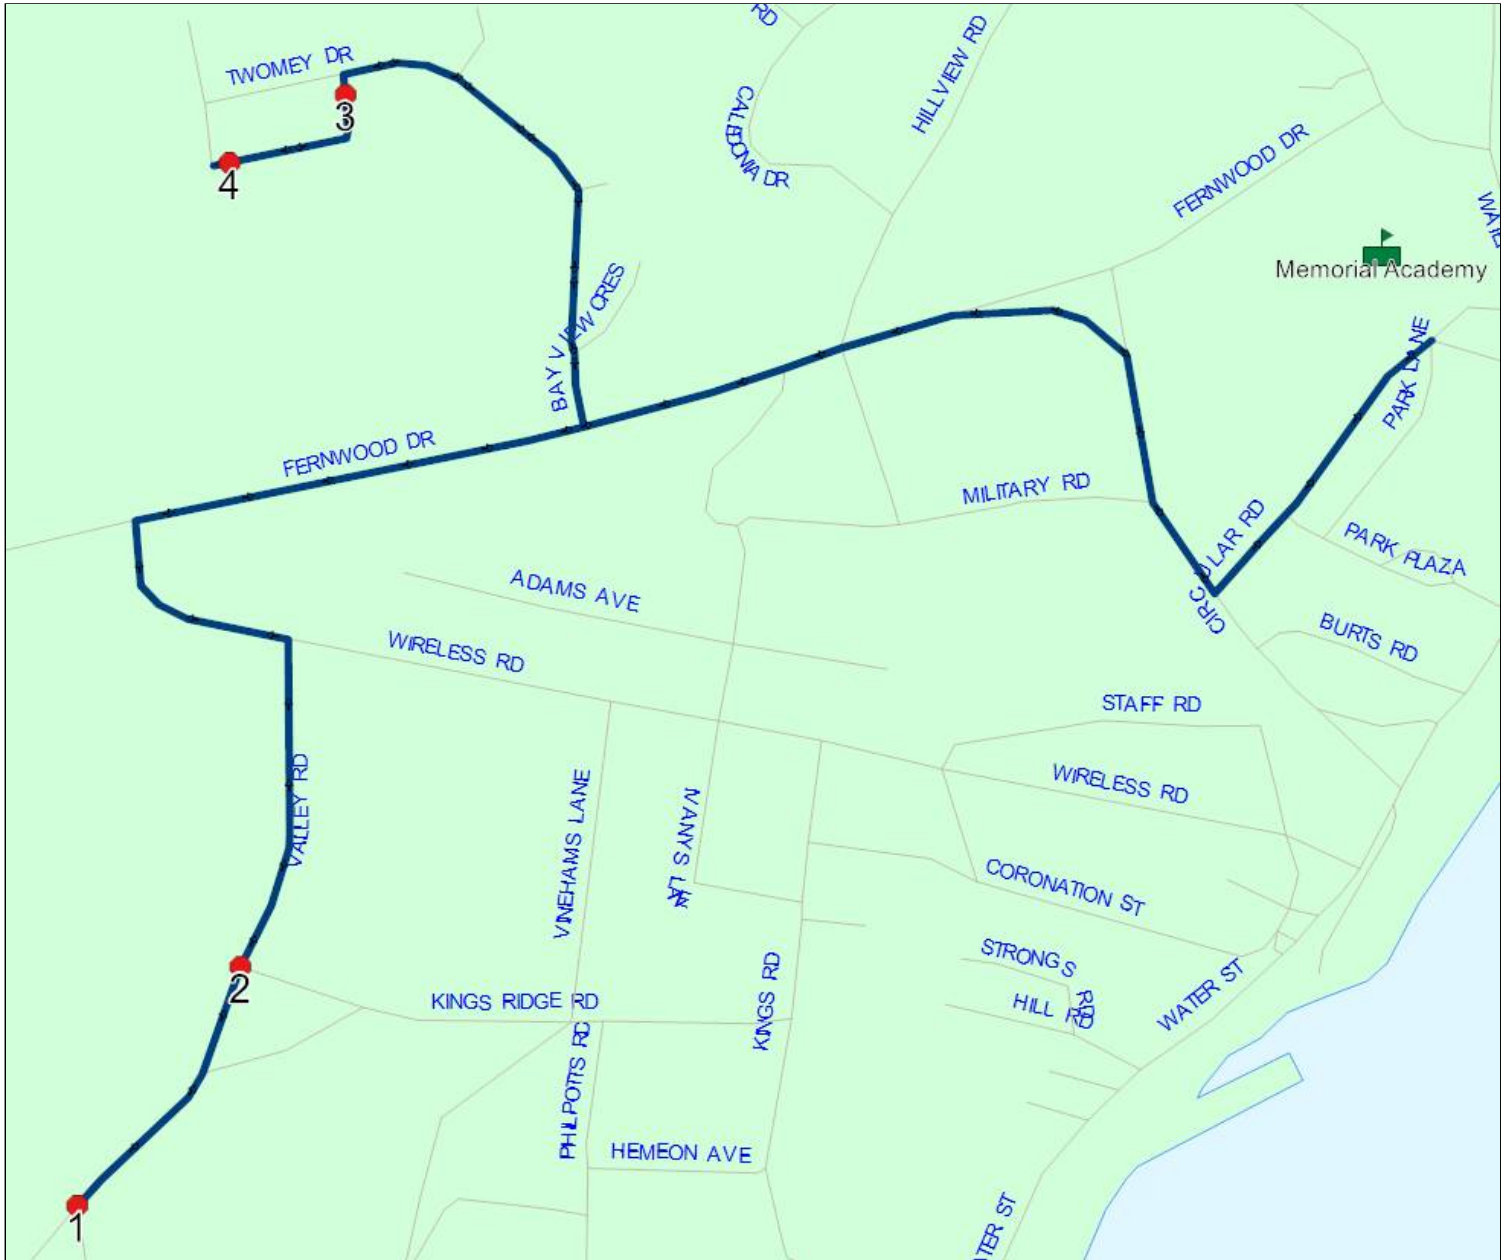 RD
HILLVIEW RD
TWOMEY DR
3
CALEDONIA DR
FERNWOOD DR
4
Memorial Academy
BAY VIEW CRES
PARK LANE
FERNWOOD DR
MILITARY RD
CIRCULAR RD
PARK PLAZA
ADAMS AVE
BURTS RD
WIRELESS RD
STAFF RD
VALLEY RD
VINEHAMS LANE
WIRELESS RD
CORONATION ST
2
KINGS RIDGE RD
KINGS RD
STRONGS RD
HILL RD
WATER ST
PHILPOTTS RD
HEMEON AVE
1
TER ST